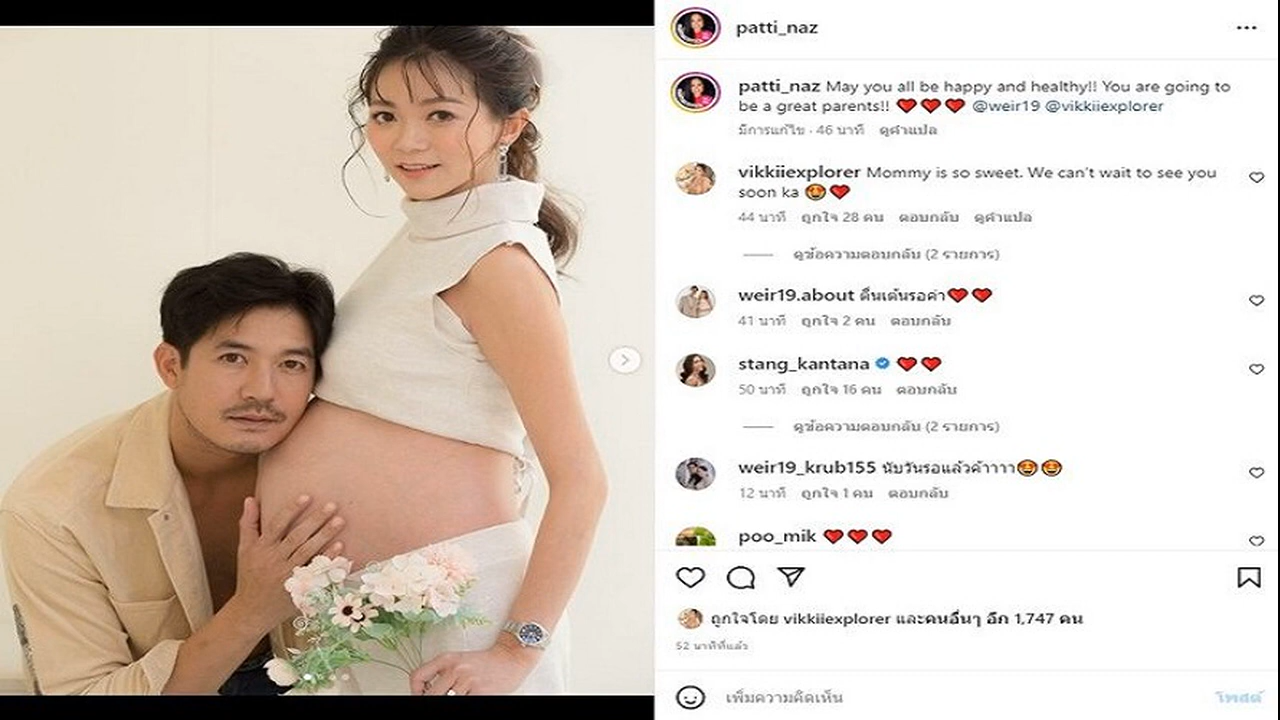 patti_naz
patti_naz May you all be happy and healthy!! You are going to
be a great parents!! ❤❤❤ @weir19 @vikkiiexplorer
มีการแก้ไข · 46 นาที ดูคำแปล
vikkiiexplorer Mommy is so sweet. We can't wait to see you
soon ka 🤩❤
44 นาที ถูกใจ 28 คน ตอบกลับ ดูคำแปล
ดูข้อความตอบกลับ (2 รายการ)
weir19.about ตื่นเต้นรอค่า❤❤
41 นาที ถูกใจ 2 คน ตอบกลับ
stang_kantana ❤❤
50 นาที ถูกใจ 16 คน ตอบกลับ
ดูข้อความตอบกลับ (2 รายการ)
weir19_krub155 นับวันรอแล้วค้าาาา🤩🤩
12 นาที ถูกใจ 1 คน ตอบกลับ
poo_mik ❤❤❤
ถูกใจโดย vikkiiexplorer และคนอื่นๆ อีก 1,747 คน
52 นาทีที่แล้ว
เพิ่มความคิดเห็น โพสต์